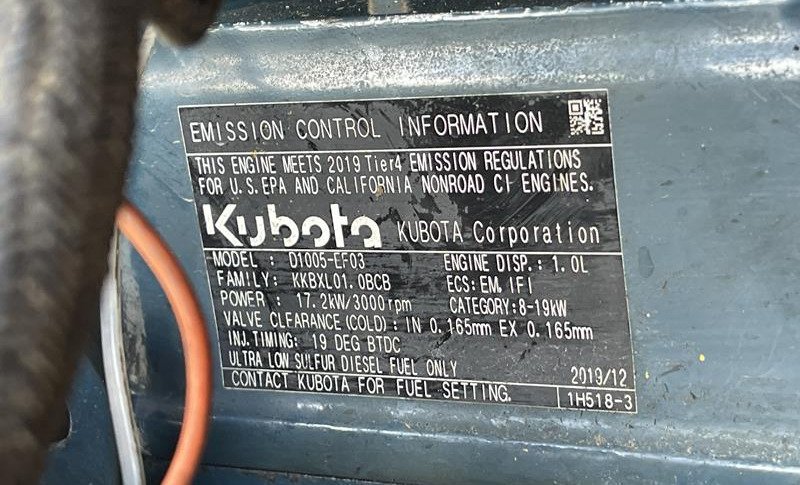 EMISSION CONTROL INFORMATION
THIS ENGINE MEETS 2019 Tier4 EMISSION REGULATIONS
FOR U.S.EPA AND CALIFORNIA NONROAD CI ENGINES.
Kubota KUBOTA Corporation
MODEL : D1005-EF03 ENGINE DISP.: 1.0L
FAMILY: KKBXL01.0BCB ECS: EM,IFI
POWER : 17.2kW/3000rpm CATEGORY:8-19kW
VALVE CLEARANCE(COLD): IN 0.165mm EX 0.165mm
INJ.TIMING: 19 DEG BTDC
ULTRA LOW SULFUR DIESEL FUEL ONLY 2019/12
CONTACT KUBOTA FOR FUEL SETTING. 1H518-3